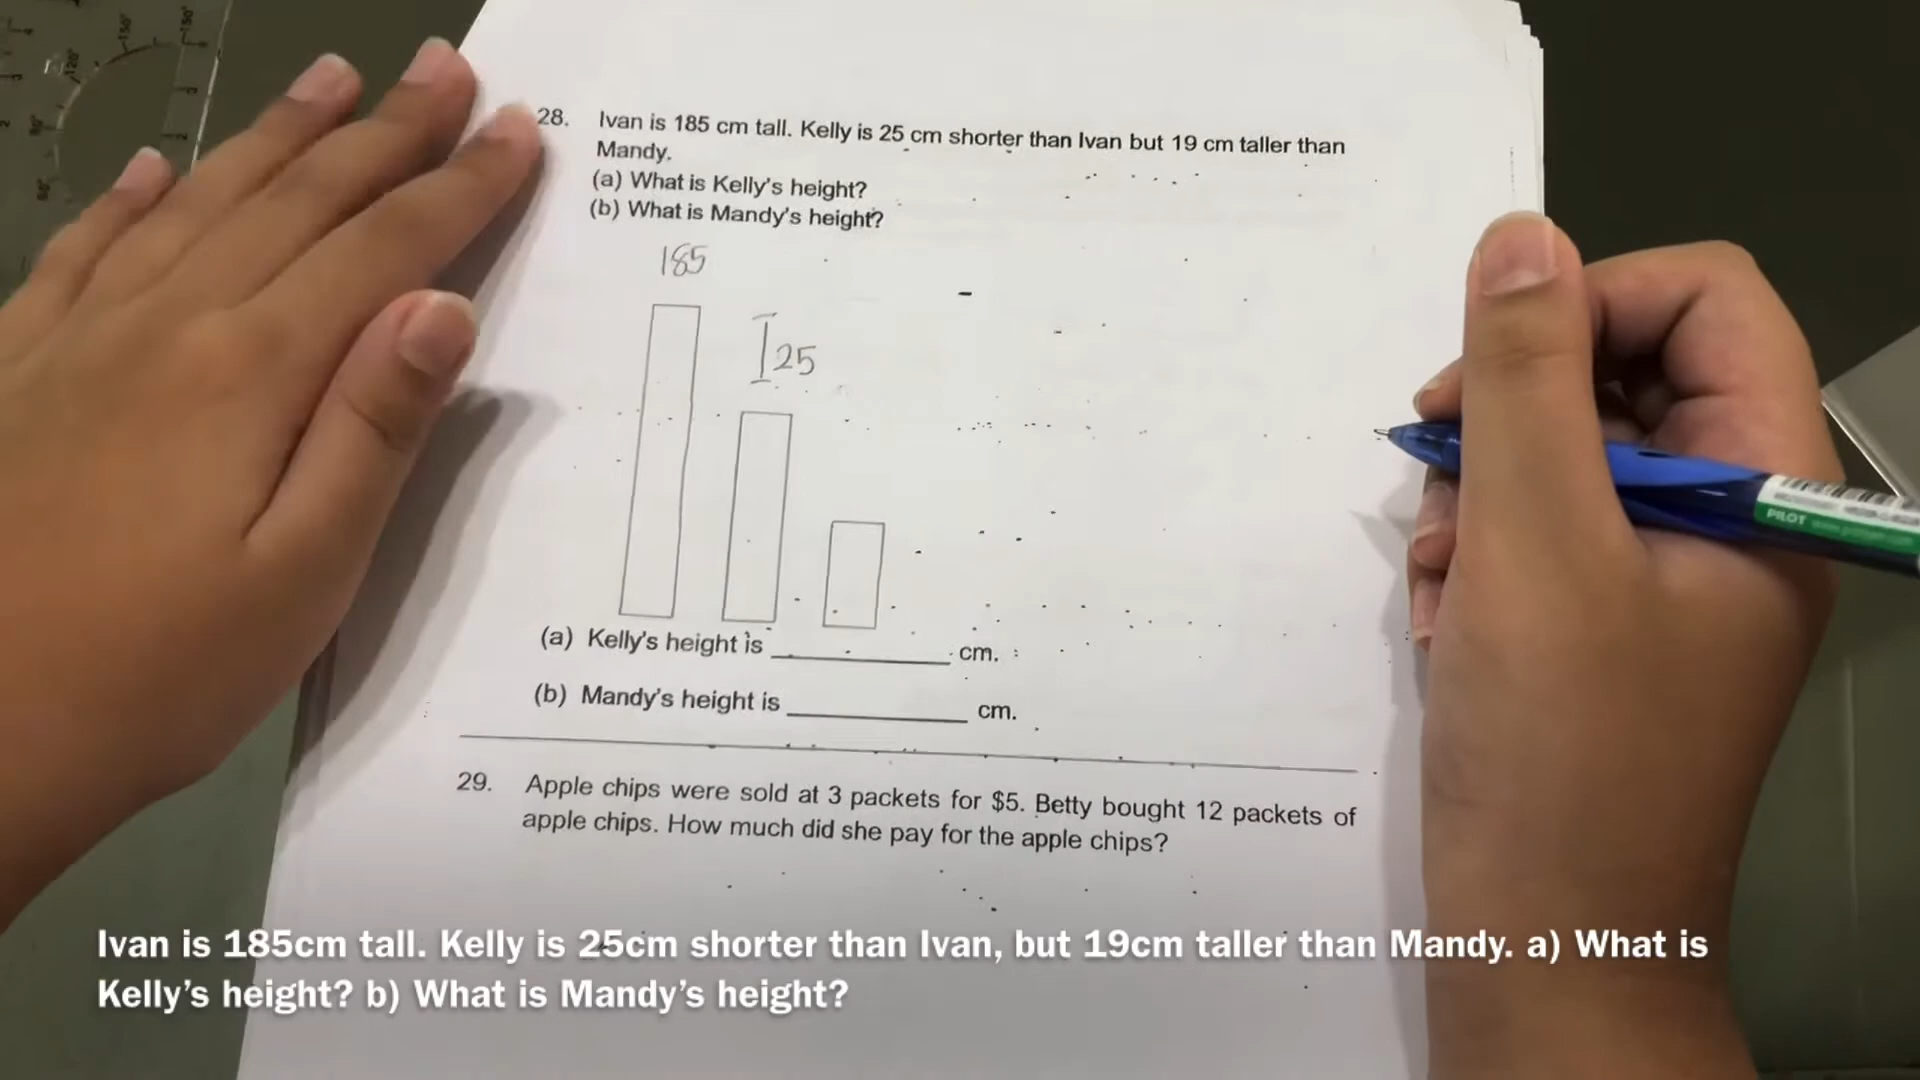 28. Ivan is 185 cm tall. Kelly is 25 cm shorter than Ivan but 19 cm taller than
Mandy.
(a) What is Kelly's height?
(b) What is Mandy's height?
185
25
(a) Kelly's height is ____________ cm.
(b) Mandy's height is ____________ cm.
29. Apple chips were sold at 3 packets for $5. Betty bought 12 packets of
apple chips. How much did she pay for the apple chips?
PILOT
Ivan is 185cm tall. Kelly is 25cm shorter than Ivan, but 19cm taller than Mandy. a) What is
Kelly's height? b) What is Mandy's height?